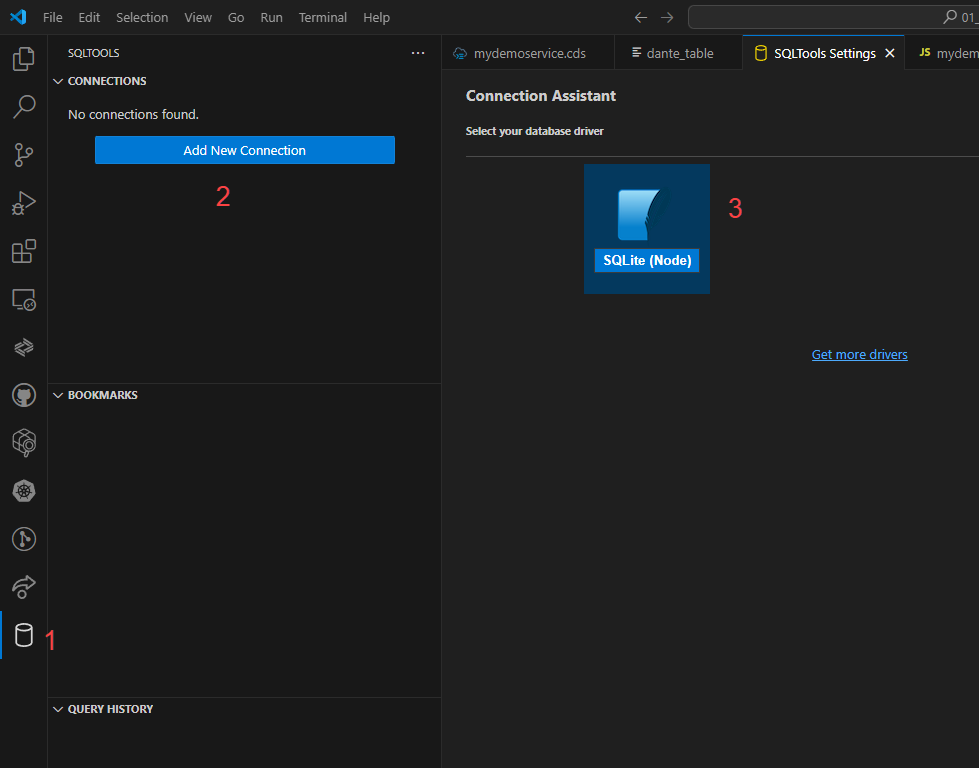 File Edit Selection View Go Run Terminal Help
01_
SQLTOOLS
CONNECTIONS
No connections found.
Add New Connection
2
BOOKMARKS
1
QUERY HISTORY
mydemoservice.cds
dante_table
SQLTools Settings
JS mydem
Connection Assistant
Select your database driver
SQLite (Node)
3
Get more drivers